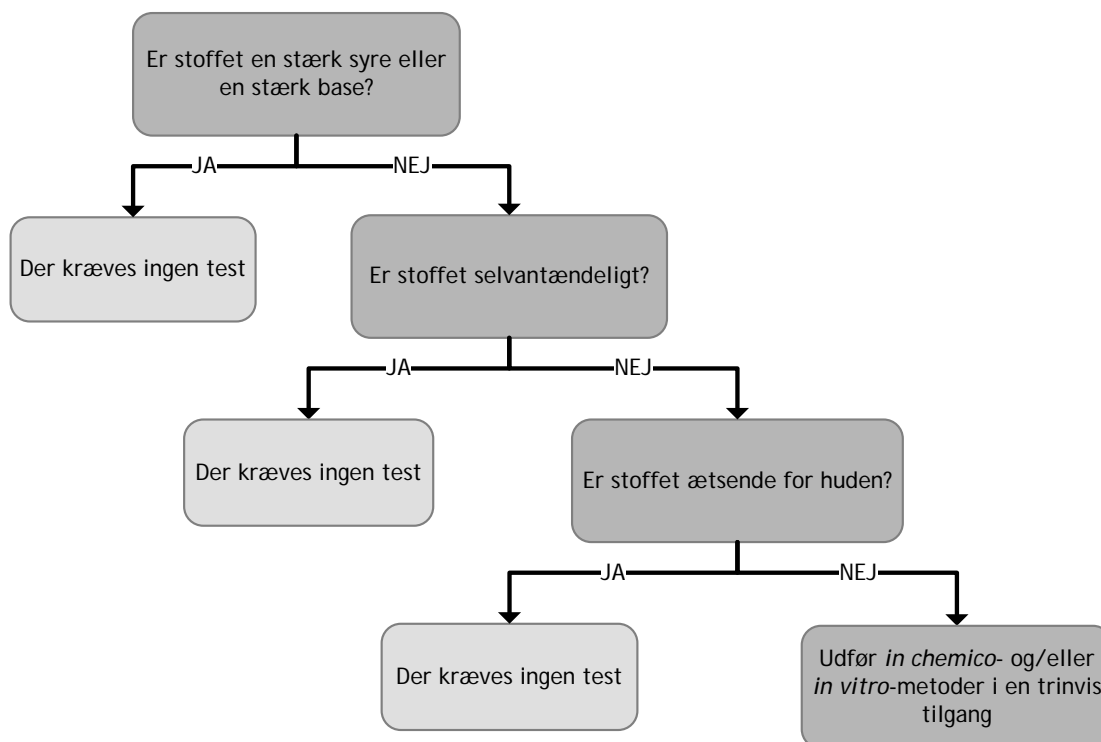 Er stoffet en stærk syre eller
en stærk base?
JA
NEJ
Der kræves ingen test
Er stoffet selvantændeligt?
JA
NEJ
Der kræves ingen test
Er stoffet ætsende for huden?
JA
NEJ
Der kræves ingen test
Udfør in chemico- og/eller
in vitro-metoder i en trinvis
tilgang